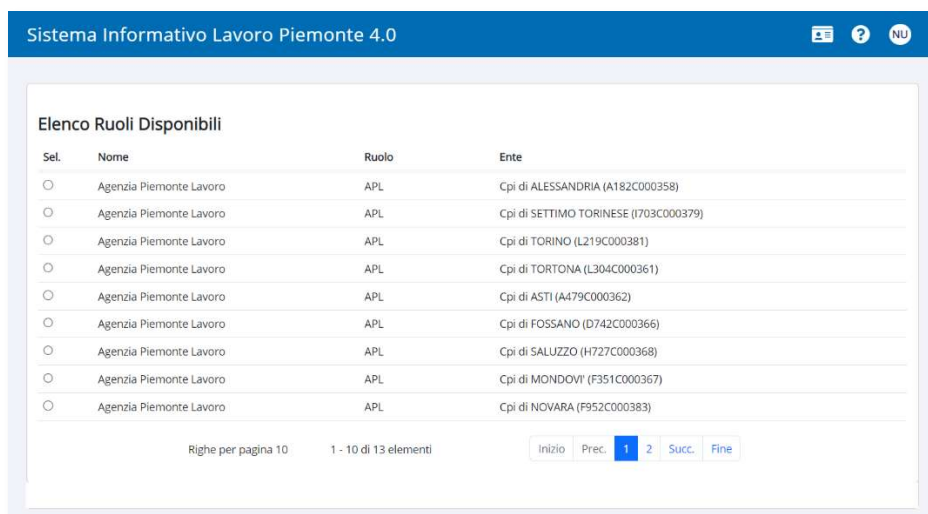 Sistema Informativo Lavoro Piemonte 4.0 ? NU
Elenco Ruoli Disponibili
Sel. Nome Ruolo Ente
Agenzia Piemonte Lavoro APL Cpi di ALESSANDRIA (A182C000358)
Agenzia Piemonte Lavoro APL Cpi di SETTIMO TORINESE (I703C000379)
Agenzia Piemonte Lavoro APL Cpi di TORINO (L219C000381)
Agenzia Piemonte Lavoro APL Cpi di TORTONA (L304C000361)
Agenzia Piemonte Lavoro APL Cpi di ASTI (A479C000362)
Agenzia Piemonte Lavoro APL Cpi di FOSSANO (D742C000366)
Agenzia Piemonte Lavoro APL Cpi di SALUZZO (H727C000368)
Agenzia Piemonte Lavoro APL Cpi di MONDOVI' (F351C000367)
Agenzia Piemonte Lavoro APL Cpi di NOVARA (F952C000383)
Righe per pagina 10 1 - 10 di 13 elementi Inizio Prec. 1 2 Succ. Fine